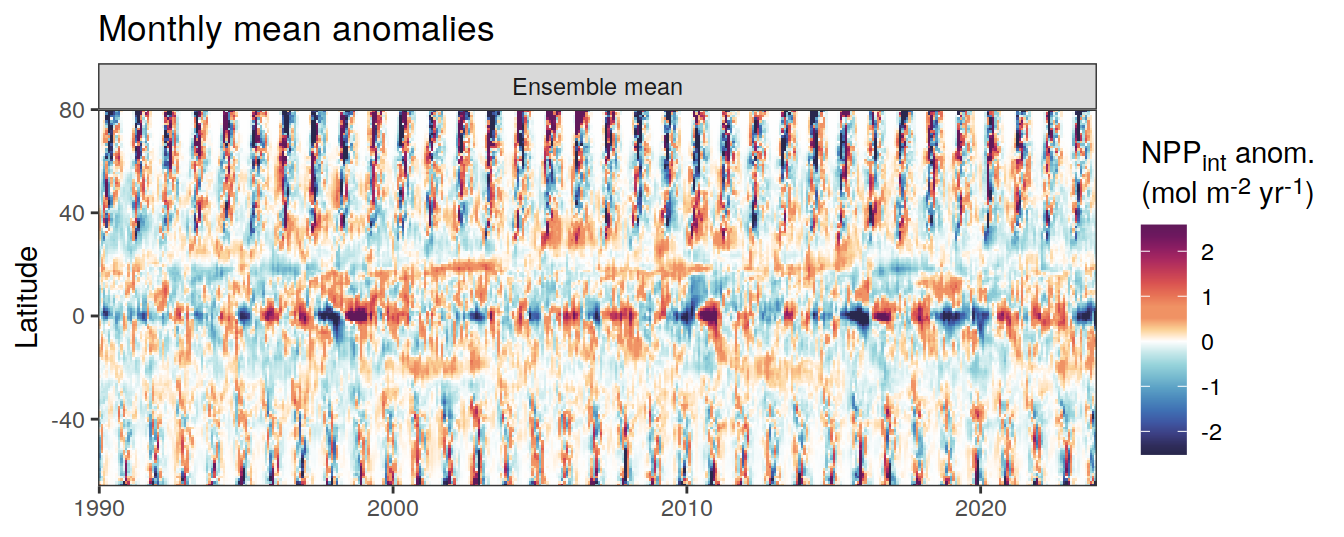 Monthly mean anomalies
Ensemble mean
80
40
0
-40
Latitude
1990
2000
2010
2020
NPPint anom.
(mol m-2 yr-1)
2
1
0
-1
-2